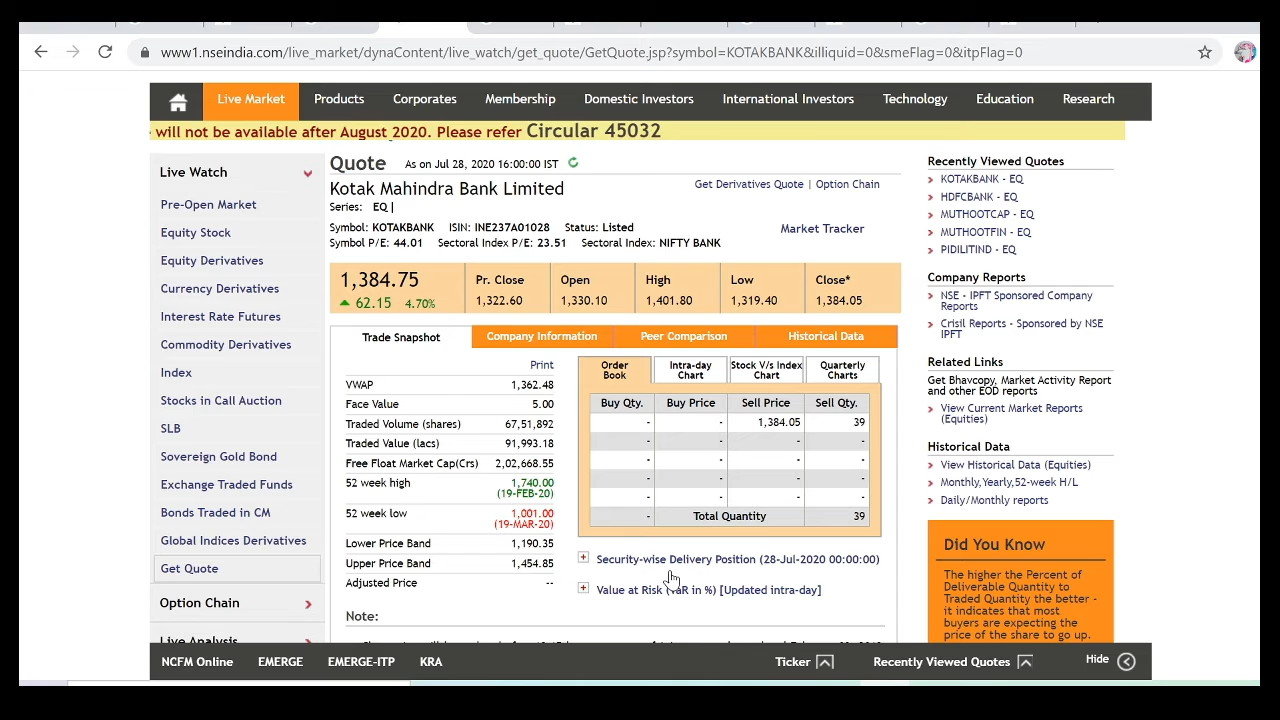 www1.nseindia.com/live_market/dynaContent/live_watch/get_quote/GetQuote.jsp?symbol=KOTAKBANK&illiquid=0&smeFlag=0&itpFlag=0
Live Market Products Corporates Membership Domestic Investors International Investors Technology Education Research
will not be available after August 2020. Please refer Circular 45032
Live Watch
Pre-Open Market
Equity Stock
Equity Derivatives
Currency Derivatives
Interest Rate Futures
Commodity Derivatives
Index
Stocks in Call Auction
SLB
Sovereign Gold Bond
Exchange Traded Funds
Bonds Traded in CM
Global Indices Derivatives
Get Quote
Option Chain
Live Analysis
Quote As on Jul 28, 2020 16:00:00 IST
Kotak Mahindra Bank Limited
Get Derivatives Quote | Option Chain
Series: EQ |
Symbol: KOTAKBANK ISIN: INE237A01028 Status: Listed
Market Tracker
Symbol P/E: 44.01 Sectoral Index P/E: 23.51 Sectoral Index: NIFTY BANK
1,384.75 Pr. Close Open High Low Close*
62.15 4.70% 1,322.60 1,330.10 1,401.80 1,319.40 1,384.05
Trade Snapshot Company Information Peer Comparison Historical Data
Print
VWAP 1,362.48
Face Value 5.00
Traded Volume (shares) 67,51,892
Traded Value (lacs) 91,993.18
Free Float Market Cap(Crs) 2,02,668.55
52 week high 1,740.00
(19-FEB-20)
52 week low 1,001.00
(19-MAR-20)
Lower Price Band 1,190.35
Upper Price Band 1,454.85
Adjusted Price --
Note:
Order Book Intra-day Chart Stock V/s Index Chart Quarterly Charts
Buy Qty. Buy Price Sell Price Sell Qty.
- - 1,384.05 39
- - - -
- - - -
- - - -
- - - -
- Total Quantity 39
Security-wise Delivery Position (28-Jul-2020 00:00:00)
Value at Risk (VaR in %) [Updated intra-day]
Recently Viewed Quotes
KOTAKBANK - EQ
HDFCBANK - EQ
MUTHOOTCAP - EQ
MUTHOOTFIN - EQ
PIDILITIND - EQ
Company Reports
NSE - IPFT Sponsored Company
Reports
Crisil Reports - Sponsored by NSE
IPFT
Related Links
Get Bhavcopy, Market Activity Report
and other EOD reports
View Current Market Reports
(Equities)
Historical Data
View Historical Data (Equities)
Monthly,Yearly,52-week H/L
Daily/Monthly reports
Did You Know
The higher the Percent of
Deliverable Quantity to
Traded Quantity the better -
it indicates that most
buyers are expecting the
price of the share to go up.
NCFM Online EMERGE EMERGE-ITP KRA Ticker Recently Viewed Quotes Hide